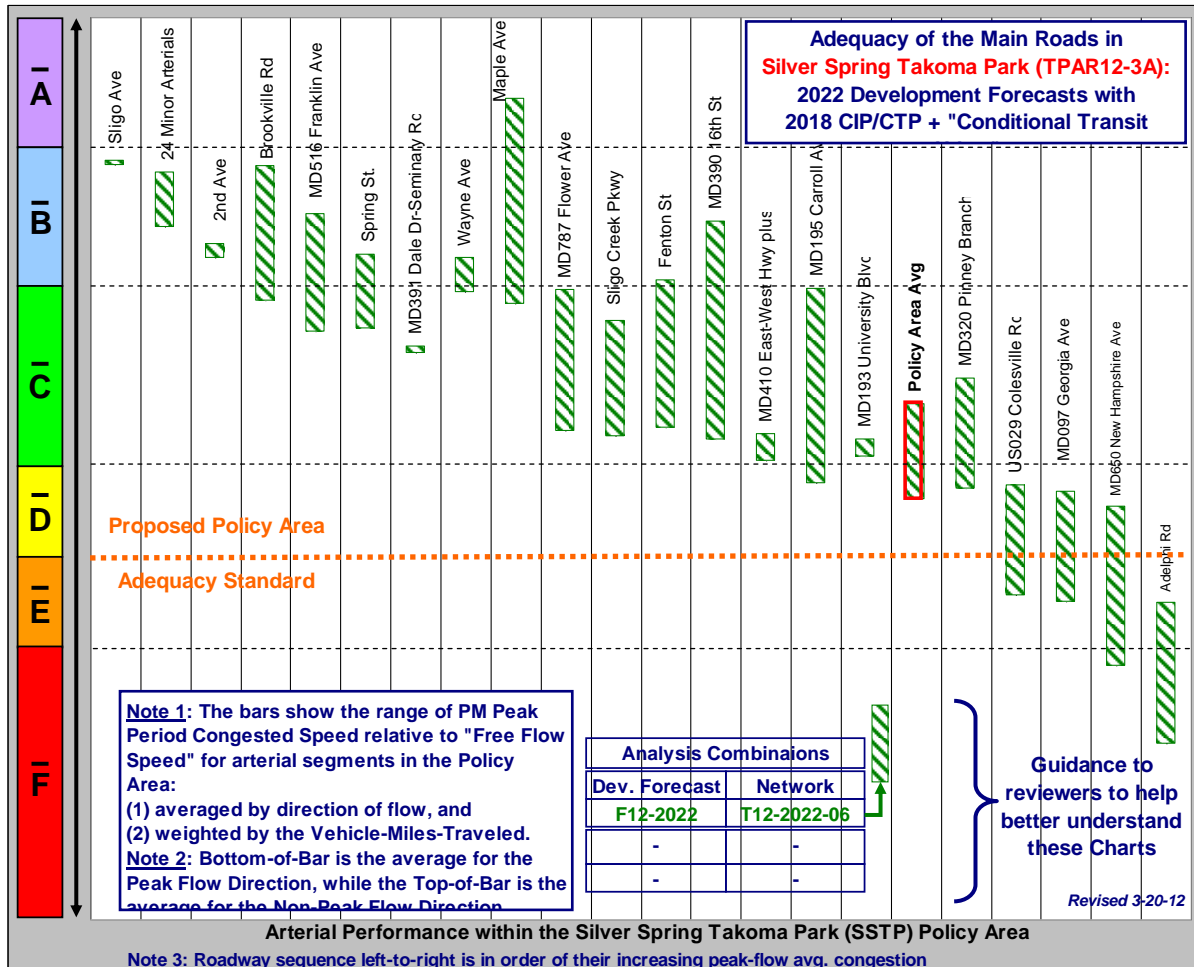 Adequacy of the Main Roads in
Silver Spring Takoma Park (TPAR12-3A):
2022 Development Forecasts with
2018 CIP/CTP + "Conditional Transit
A
B
C
D
E
F
Sligo Ave
24 Minor Arterials
2nd Ave
Brookville Rd
MD516 Franklin Ave
Spring St.
MD391 Dale Dr-Seminary Rd
Wayne Ave
Maple Ave
MD787 Flower Ave
Sligo Creek Pkwy
Fenton St
MD390 16th St
MD410 East-West Hwy plus
MD195 Carroll Av
MD193 University Blvd
Policy Area Avg
MD320 Pinney Branch
US029 Colesville Rd
MD097 Georgia Ave
MD650 New Hampshire Ave
Adelphi Rd
Proposed Policy Area
Adequacy Standard
Note 1: The bars show the range of PM Peak
Period Congested Speed relative to "Free Flow
Speed" for arterial segments in the Policy
Area:
(1) averaged by direction of flow, and
(2) weighted by the Vehicle-Miles-Traveled.
Note 2: Bottom-of-Bar is the average for the
Peak Flow Direction, while the Top-of-Bar is the
average for the Non-Peak Flow Direction
Analysis Combinaions
Dev. Forecast Network
F12-2022 T12-2022-06
- -
- -
Guidance to
reviewers to help
better understand
these Charts
Revised 3-20-12
Arterial Performance within the Silver Spring Takoma Park (SSTP) Policy Area
Note 3: Roadway sequence left-to-right is in order of their increasing peak-flow avg. congestion